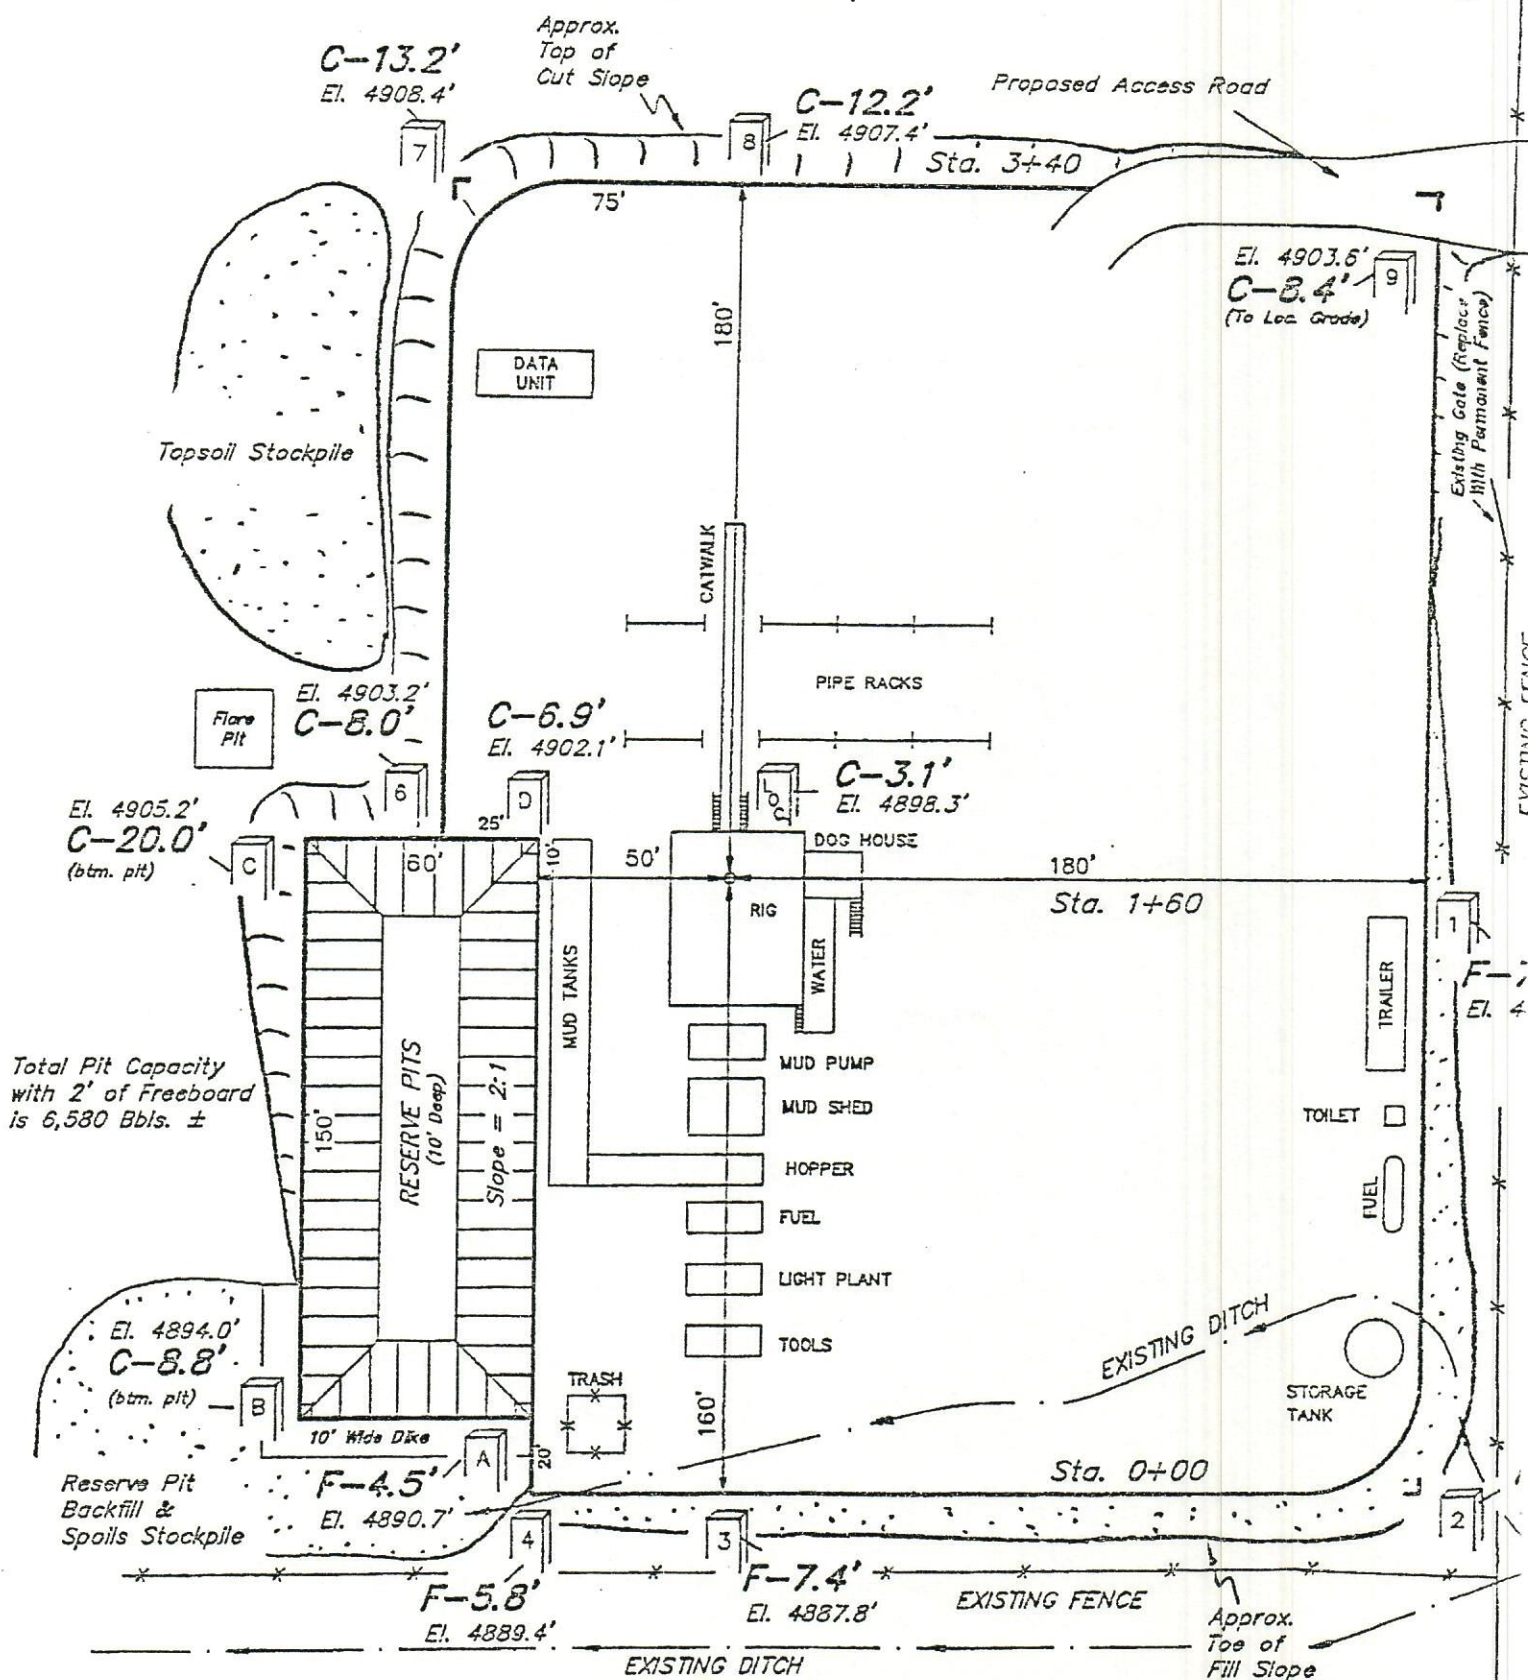 Approx.
Top of
Cut Slope
C-13.2'
El. 4908.4'
C-12.2'
El. 4907.4'
Proposed Access Road
7
8
Sta. 3+40
75'
El. 4903.6'
C-8.4'
(To Loc. Grade)
9
180'
DATA
UNIT
Existing Gate (Replace
With Permanent Fence)
Topsoil Stockpile
CATWALK
PIPE RACKS
EXISTING FENCE
Flare
Pit
El. 4903.2'
C-8.0'
C-6.9'
El. 4902.1'
6
D
LOC.
C-3.1'
El. 4898.3'
El. 4905.2'
C-20.0'
(btm. pit)
C
25'
60'
10'
50'
DOG HOUSE
180'
Sta. 1+60
RIG
1
F-
El. 4
MUD TANKS
WATER
TRAILER
Total Pit Capacity
with 2' of Freeboard
is 6,580 Bbls. ±
150'
RESERVE PITS
(10' Deep)
Slope = 2:1
MUD PUMP
MUD SHED
TOILET
HOPPER
FUEL
FUEL
LIGHT PLANT
TOOLS
EXISTING DITCH
El. 4894.0'
C-8.8'
(btm. pit)
B
TRASH
STORAGE
TANK
160'
10' Wide Dike
A
20'
Sta. 0+00
Reserve Pit
Backfill &
Spoils Stockpile
F-4.5'
El. 4890.7'
4
3
2
F-5.8'
El. 4889.4'
F-7.4'
El. 4887.8'
EXISTING FENCE
Approx.
Toe of
Fill Slope
EXISTING DITCH